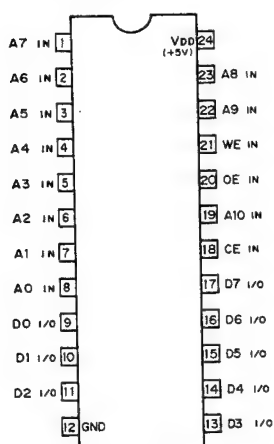 A7 IN 1
A6 IN 2
A5 IN 3
A4 IN 4
A3 IN 5
A2 IN 6
A1 IN 7
A0 IN 8
D0 I/O 9
D1 I/O 10
D2 I/O 11
12 GND
VDD 24
(+5V)
23 A8 IN
22 A9 IN
21 WE IN
20 OE IN
19 A10 IN
18 CE IN
17 D7 I/O
16 D6 I/O
15 D5 I/O
14 D4 I/O
13 D3 I/O